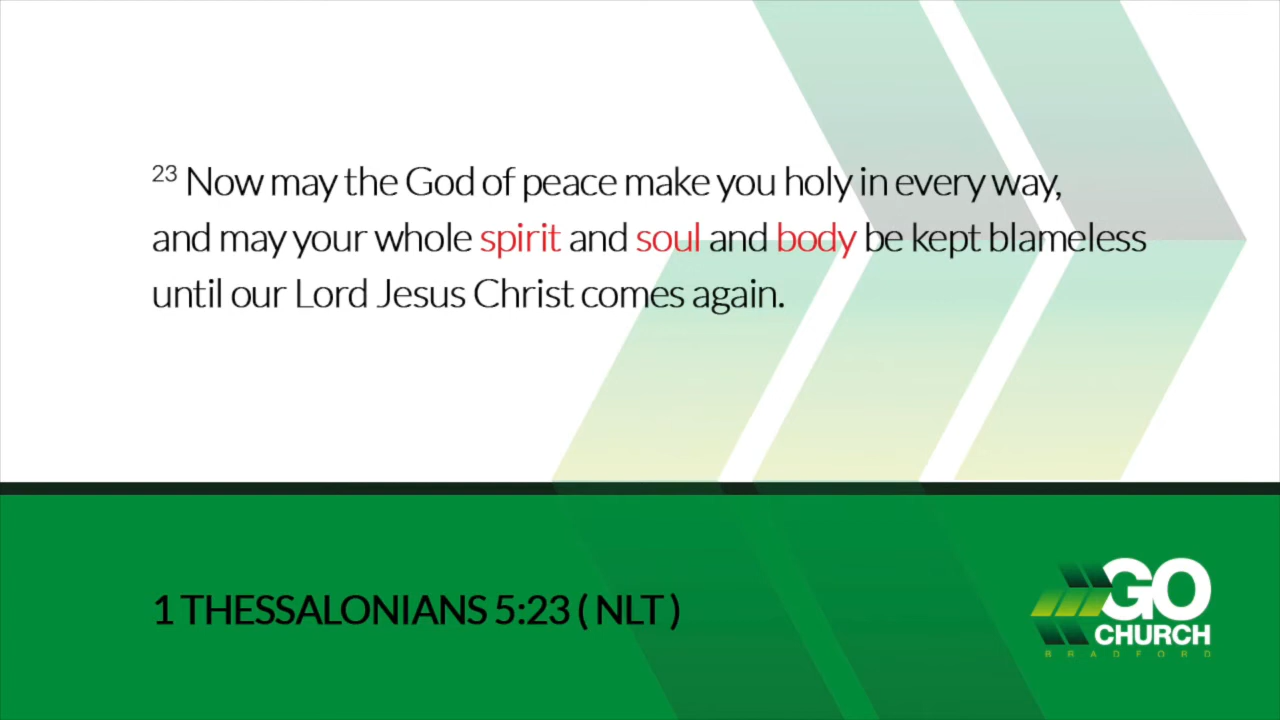 23 Now may the God of peace make you holy in every way,
and may your whole spirit and soul and body be kept blameless
until our Lord Jesus Christ comes again.
1 THESSALONIANS 5:23 ( NLT )
GO
CHURCH
BRADFORD